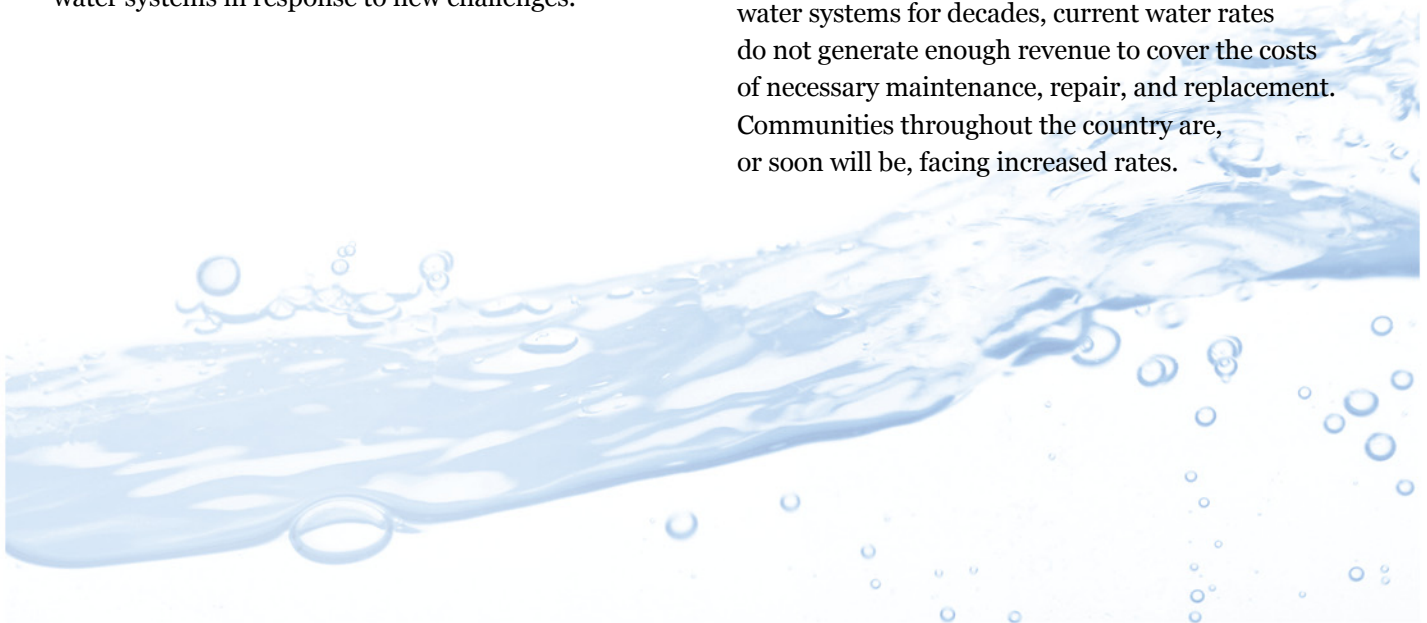 water systems in response to new challenges.
water systems for decades, current water rates
do not generate enough revenue to cover the costs
of necessary maintenance, repair, and replacement.
Communities throughout the country are,
or soon will be, facing increased rates.